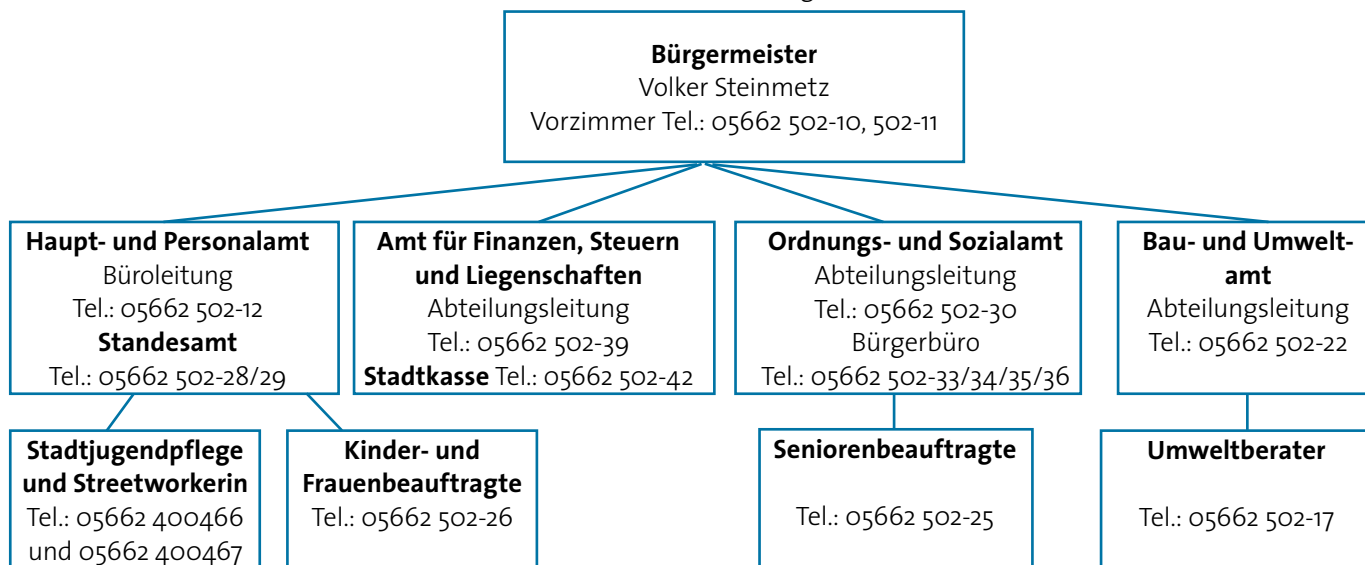 Bürgermeister
Volker Steinmetz
Vorzimmer Tel.: 05662 502-10, 502-11
Haupt- und Personalamt
Büroleitung
Tel.: 05662 502-12
Standesamt
Tel.: 05662 502-28/29
Amt für Finanzen, Steuern
und Liegenschaften
Abteilungsleitung
Tel.: 05662 502-39
Stadtkasse Tel.: 05662 502-42
Ordnungs- und Sozialamt
Abteilungsleitung
Tel.: 05662 502-30
Bürgerbüro
Tel.: 05662 502-33/34/35/36
Bau- und Umwelt-
amt
Abteilungsleitung
Tel.: 05662 502-22
Stadtjugendpflege
und Streetworkerin
Tel.: 05662 400466
und 05662 400467
Kinder- und
Frauenbeauftragte
Tel.: 05662 502-26
Seniorenbeauftragte
Tel.: 05662 502-25
Umweltberater
Tel.: 05662 502-17